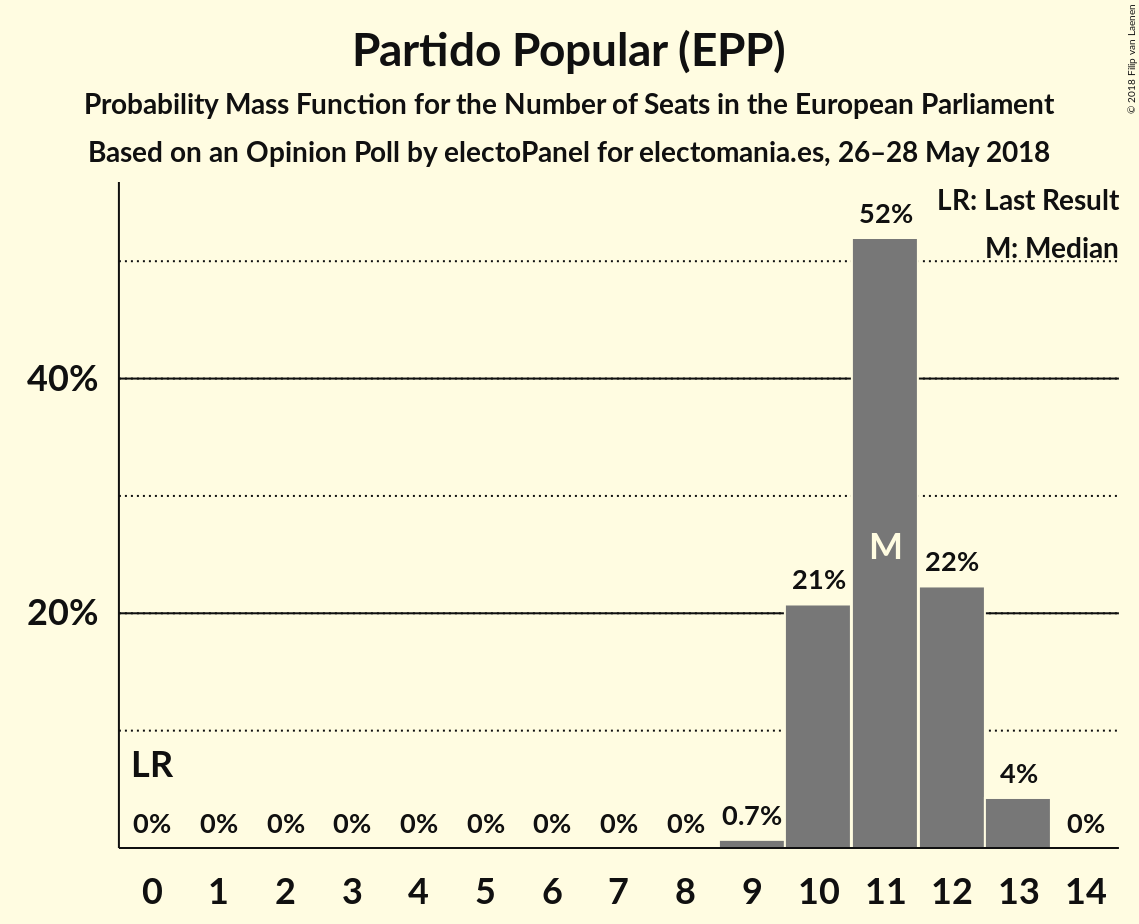 Partido Popular (EPP)
Probability Mass Function for the Number of Seats in the European Parliament
Based on an Opinion Poll by electoPanel for electomania.es, 26–28 May 2018
© 2018 Filip van Laenen
LR: Last Result
M: Median
52%
40%
M
22%
21%
20%
LR
4%
0% 0% 0% 0% 0% 0% 0% 0% 0% 0.7% 0%
0 1 2 3 4 5 6 7 8 9 10 11 12 13 14